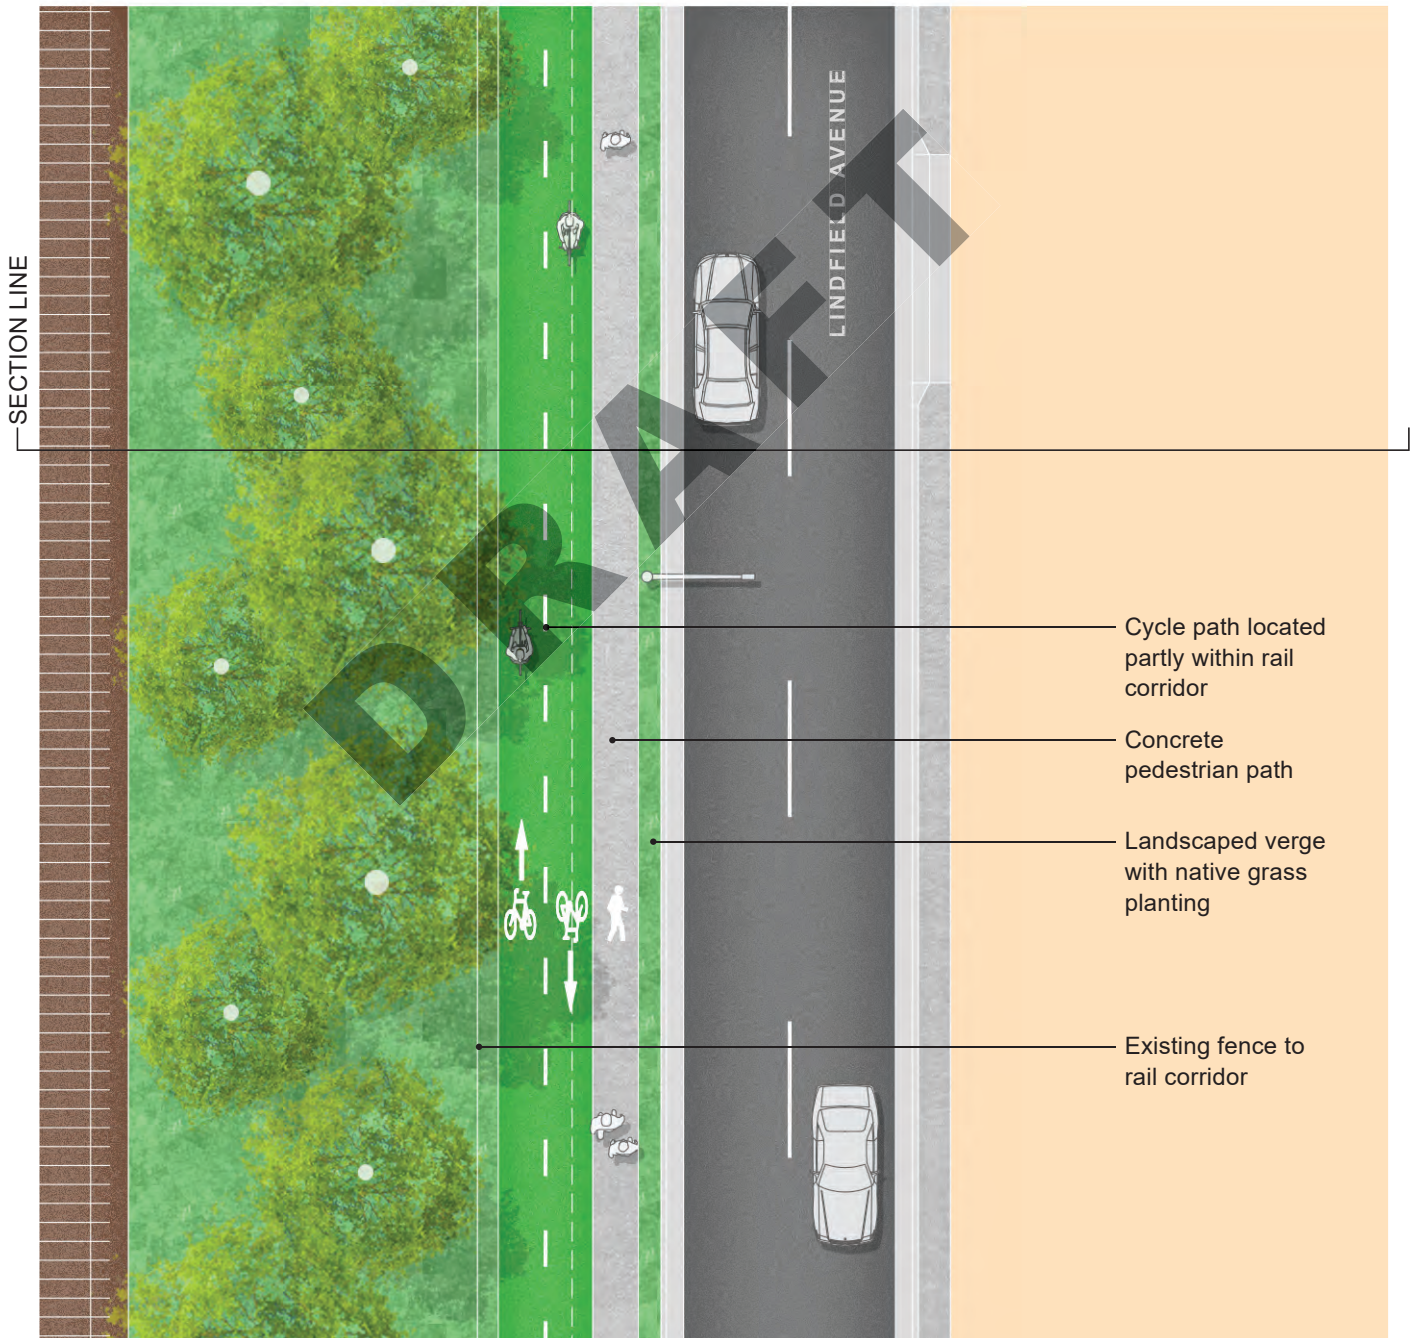 SECTION LINE
LINDFIELD AVENUE
DRAFT
Cycle path located
partly within rail
corridor
Concrete
pedestrian path
Landscaped verge
with native grass
planting
Existing fence to
rail corridor